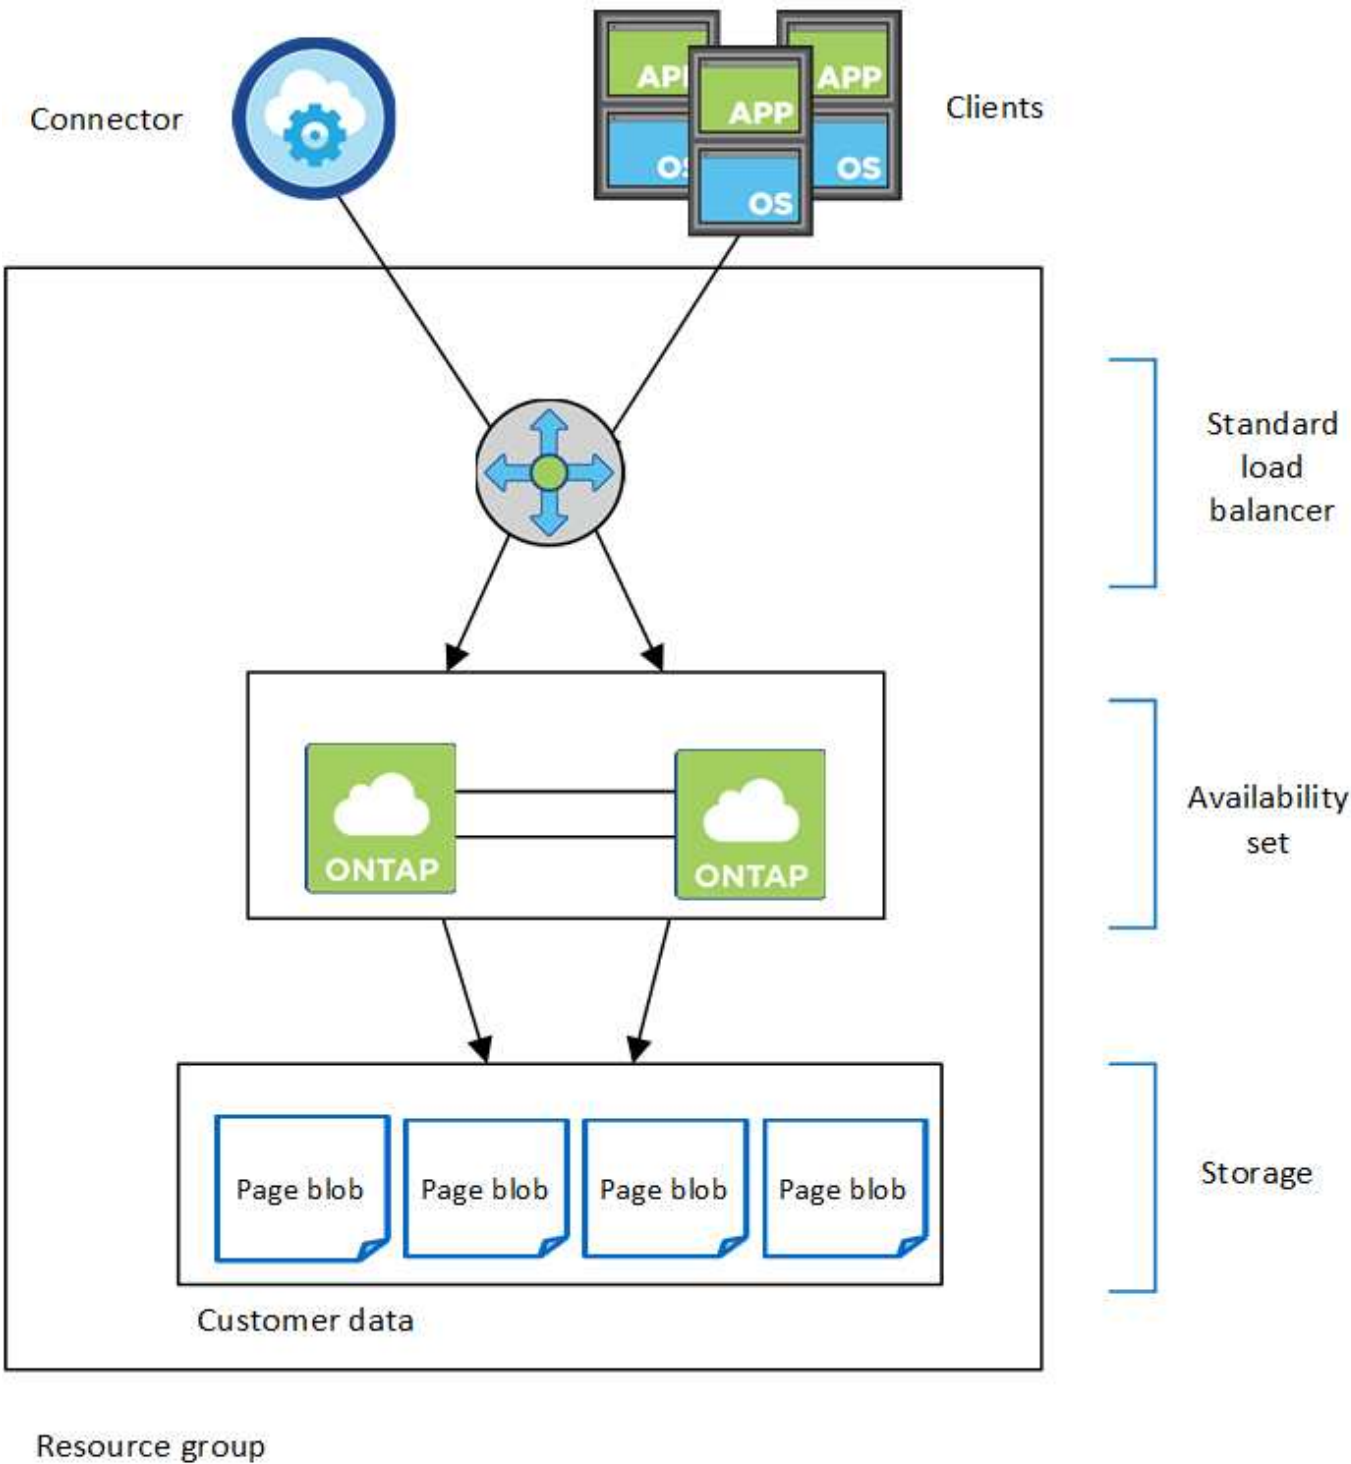 Connector
APP
APP
APP
OS
OS
OS
Clients
Standard
load
balancer
ONTAP
ONTAP
Availability
set
Page blob
Page blob
Page blob
Page blob
Storage
Customer data
Resource group